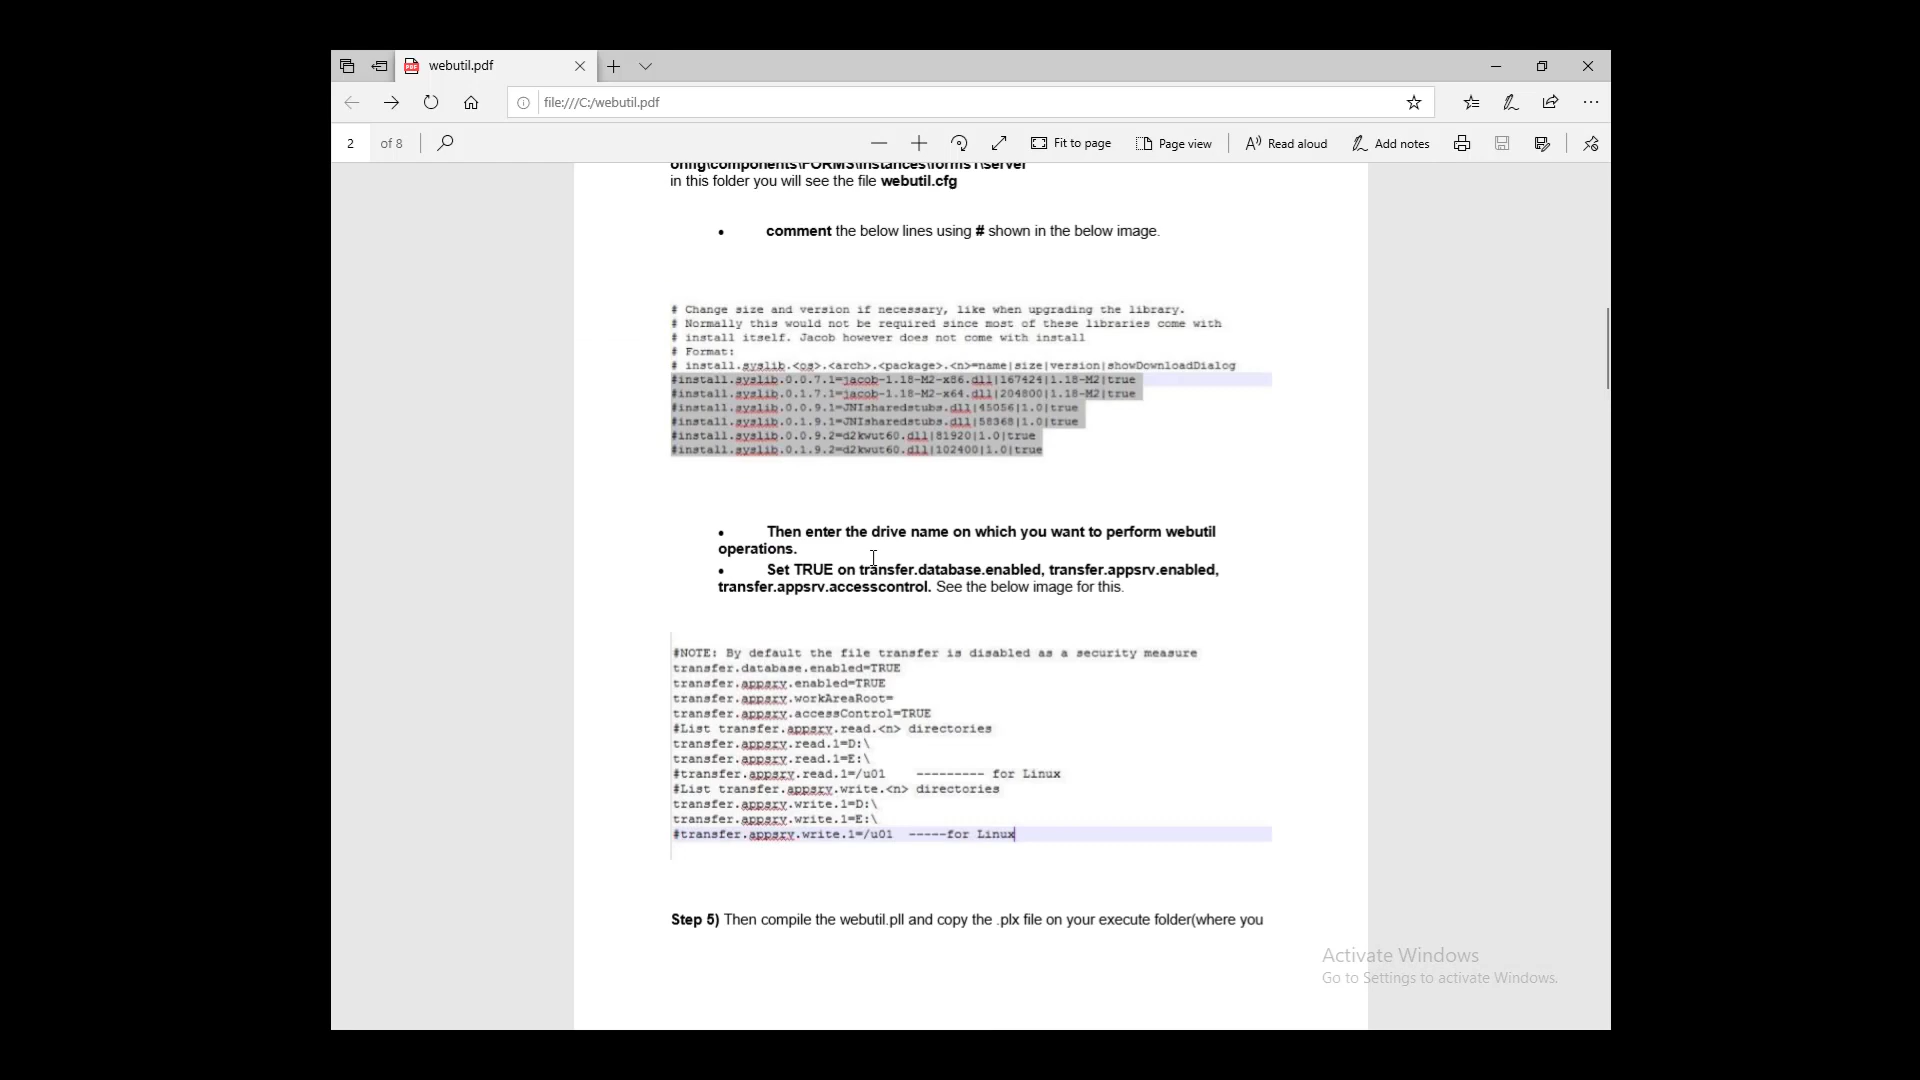 webutil.pdf
file:///C:/webutil.pdf
2 of 8
Fit to page
Page view
Read aloud
Add notes
onfig\components\FORMS\instances\forms1\server
in this folder you will see the file webutil.cfg
• comment the below lines using # shown in the below image.
# Change size and version if necessary, like when upgrading the library.
# Normally this would not be required since most of these libraries come with
# install itself. Jacob however does not come with install
# Format:
# install.syslib.<os>.<arch>.<package>.<n>=name|size|version|showDownloadDialog
#install.syslib.0.0.7.1=jacob-1.18-M2-x86.dll|167424|1.18-M2|true
#install.syslib.0.1.7.1=jacob-1.18-M2-x64.dll|204800|1.18-M2|true
#install.syslib.0.0.9.1=JNIsharedstubs.dll|45056|1.0|true
#install.syslib.0.1.9.1=JNIsharedstubs.dll|58368|1.0|true
#install.syslib.0.0.9.2=d2kwut60.dll|81920|1.0|true
#install.syslib.0.1.9.2=d2kwut60.dll|102400|1.0|true
• Then enter the drive name on which you want to perform webutil
operations.
• Set TRUE on transfer.database.enabled, transfer.appsrv.enabled,
transfer.appsrv.accesscontrol. See the below image for this.
#NOTE: By default the file transfer is disabled as a security measure
transfer.database.enabled=TRUE
transfer.appsrv.enabled=TRUE
transfer.appsrv.workAreaRoot=
transfer.appsrv.accessControl=TRUE
#List transfer.appsrv.read.<n> directories
transfer.appsrv.read.1=D:\
transfer.appsrv.read.1=E:\
#transfer.appsrv.read.1=/u01 --------- for Linux
#List transfer.appsrv.write.<n> directories
transfer.appsrv.write.1=D:\
transfer.appsrv.write.1=E:\
#transfer.appsrv.write.1=/u01 -----for Linux
Step 5) Then compile the webutil.pll and copy the .plx file on your execute folder(where you
Activate Windows
Go to Settings to activate Windows.